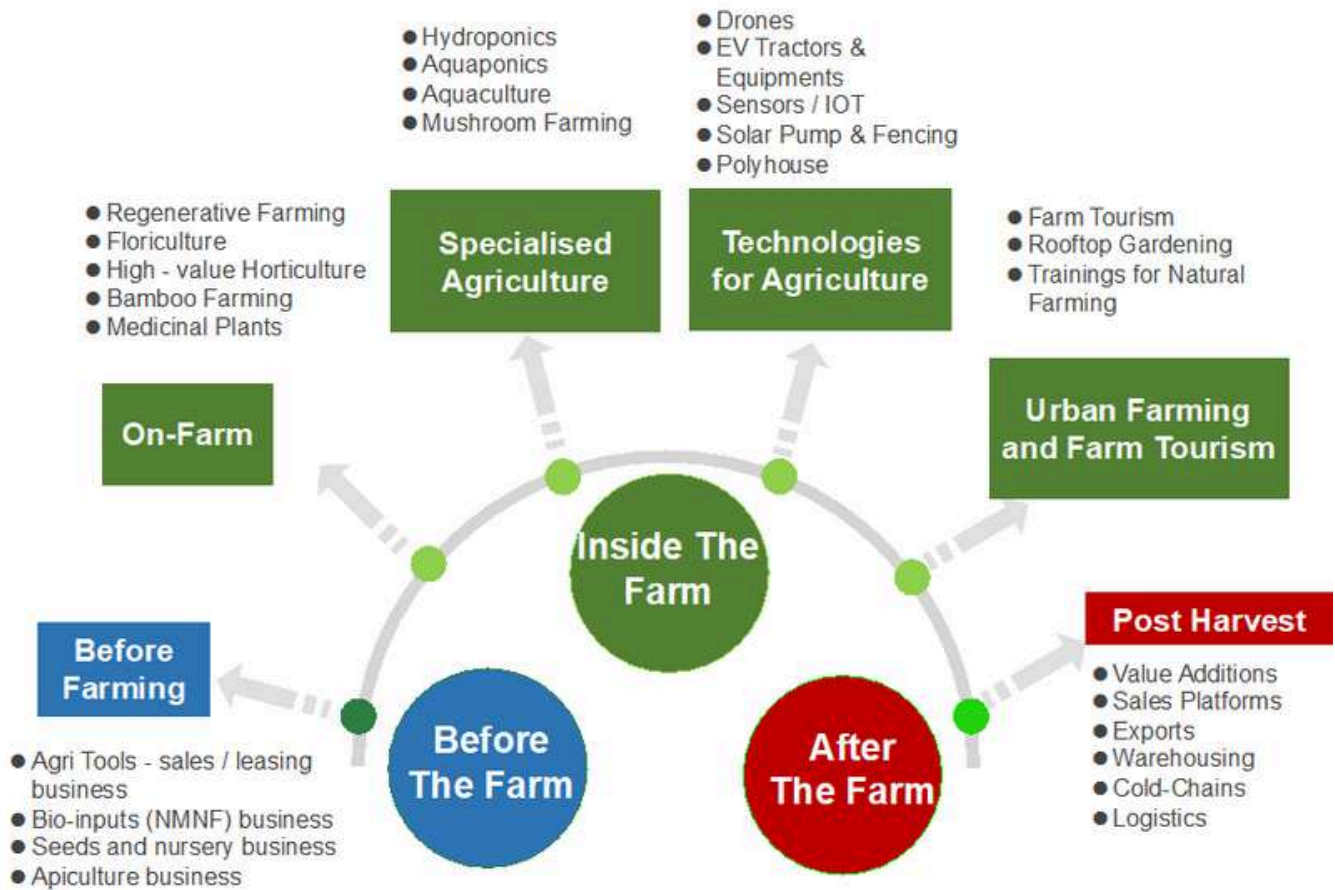 ● Hydroponics
● Aquaponics
● Aquaculture
● Mushroom Farming
● Drones
● EV Tractors &
Equipments
● Sensors / IOT
● Solar Pump & Fencing
● Polyhouse
● Regenerative Farming
● Floriculture
● High - value Horticulture
● Bamboo Farming
● Medicinal Plants
Specialised
Agriculture
Technologies
for Agriculture
● Farm Tourism
● Rooftop Gardening
● Trainings for Natural
Farming
On-Farm
Urban Farming
and Farm Tourism
Inside The
Farm
Before
Farming
Post Harvest
● Agri Tools - sales / leasing
business
● Bio-inputs (NMNF) business
● Seeds and nursery business
● Apiculture business
Before
The Farm
After
The Farm
● Value Additions
● Sales Platforms
● Exports
● Warehousing
● Cold-Chains
● Logistics